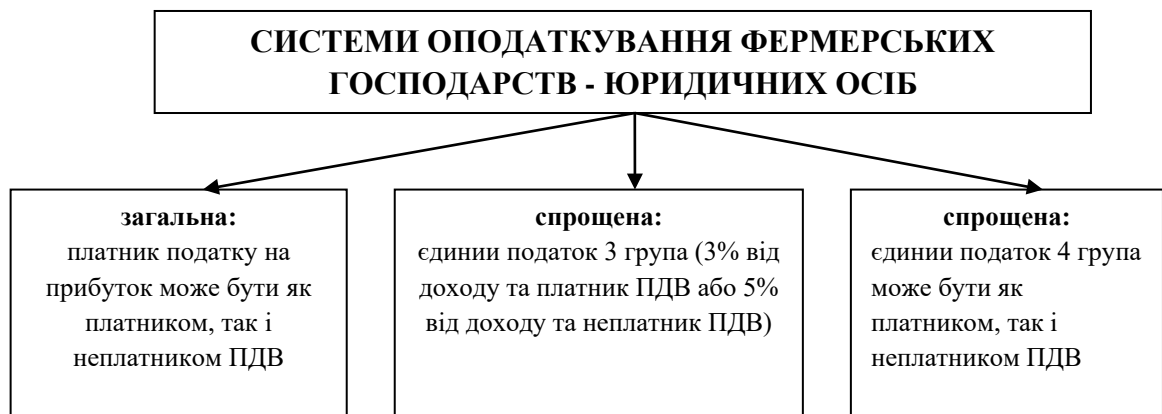 СИСТЕМИ ОПОДАТКУВАННЯ ФЕРМЕРСЬКИХ
ГОСПОДАРСТВ - ЮРИДИЧНИХ ОСІБ
загальна:
платник податку на
прибуток може бути як
платником, так і
неплатником ПДВ
спрощена:
єдинии податок 3 група (3% від
доходу та платник ПДВ або 5%
від доходу та неплатник ПДВ)
спрощена:
єдинии податок 4 група
може бути як
платником, так і
неплатником ПДВ